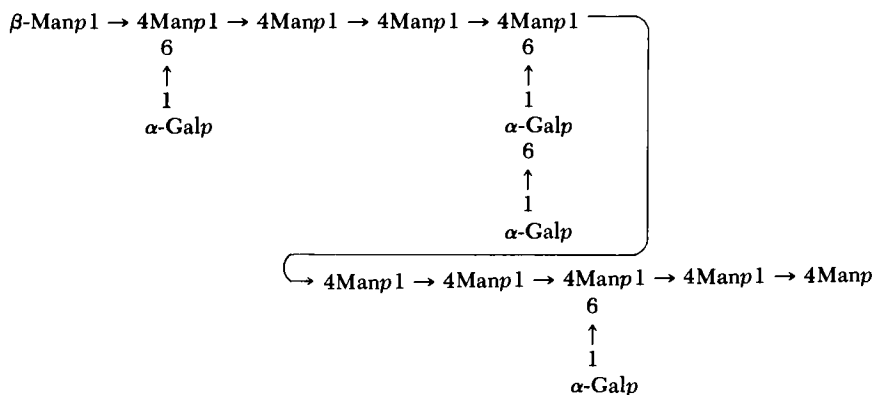 β-Manp1 → 4Manp1 → 4Manp1 → 4Manp1 → 4Manp1
6 6
↑ ↑
1 1
α-Galp α-Galp
6
↑
1
α-Galp
→ 4Manp1 → 4Manp1 → 4Manp1 → 4Manp1 → 4Manp
6
↑
1
α-Galp